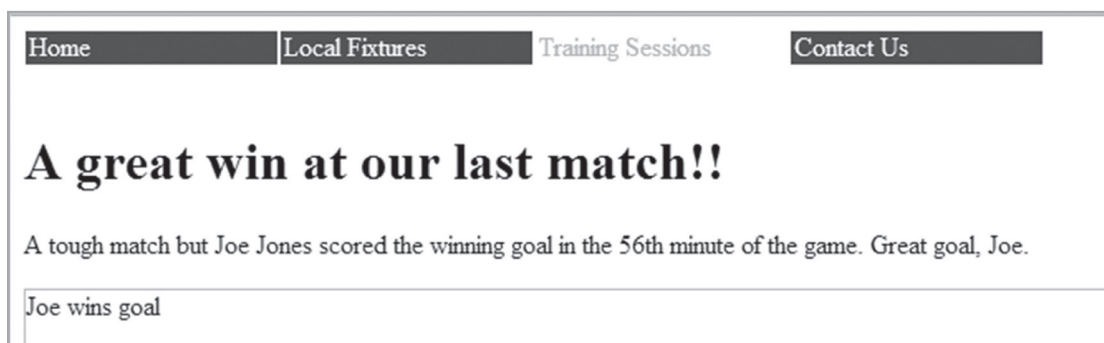 Home Local Fixtures Training Sessions Contact Us
A great win at our last match!!
A tough match but Joe Jones scored the winning goal in the 56th minute of the game. Great goal, Joe.
Joe wins goal